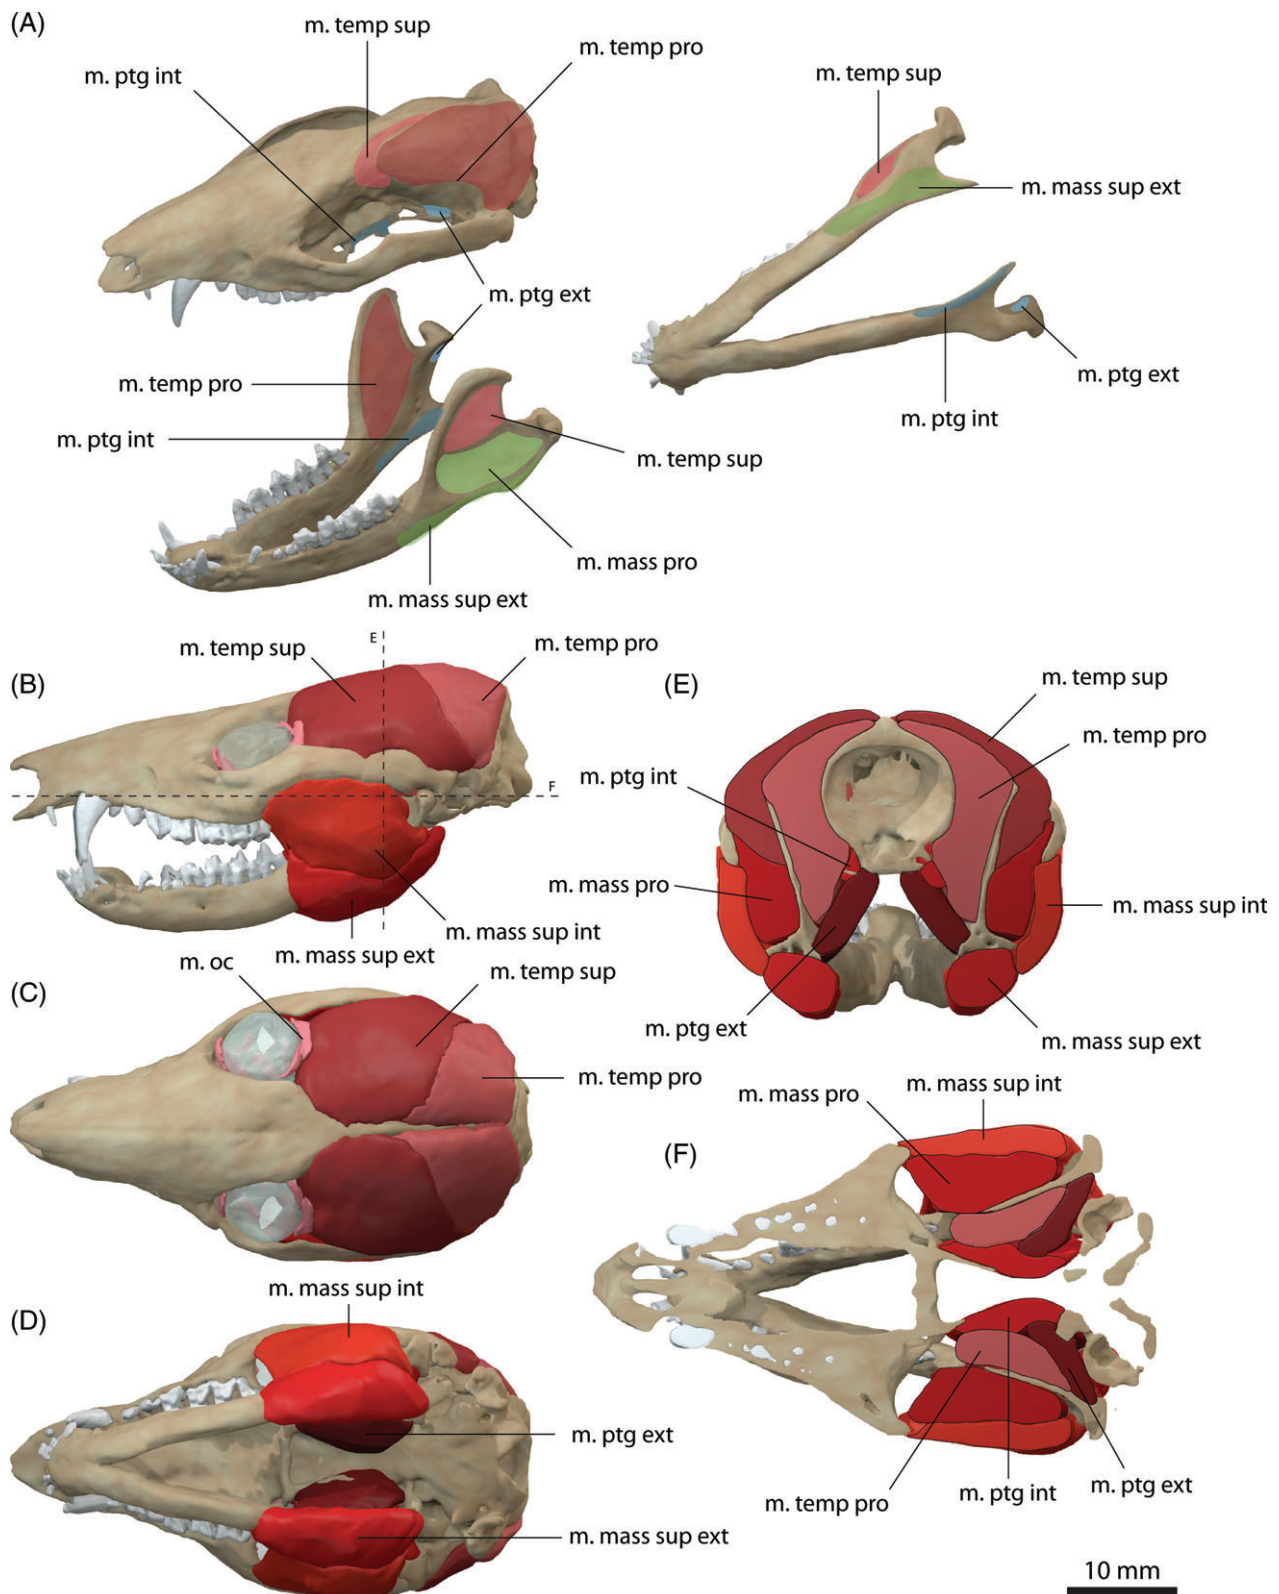 (A)
m. temp sup
m. temp pro
m. ptg int
m. temp sup
m. mass sup ext
m. ptg ext
m. temp pro
m. ptg ext
m. ptg int
m. ptg int
m. temp sup
m. mass pro
m. mass sup ext
(B)
m. temp sup
E
m. temp pro
F
m. mass sup int
m. mass sup ext
(E)
m. temp sup
m. temp pro
m. ptg int
m. mass pro
m. mass sup int
m. ptg ext
m. mass sup ext
(C)
m. oc
m. temp sup
m. temp pro
(D)
m. mass sup int
m. ptg ext
m. mass sup ext
(F)
m. mass sup int
m. mass pro
m. temp pro
m. ptg int
m. ptg ext
10 mm